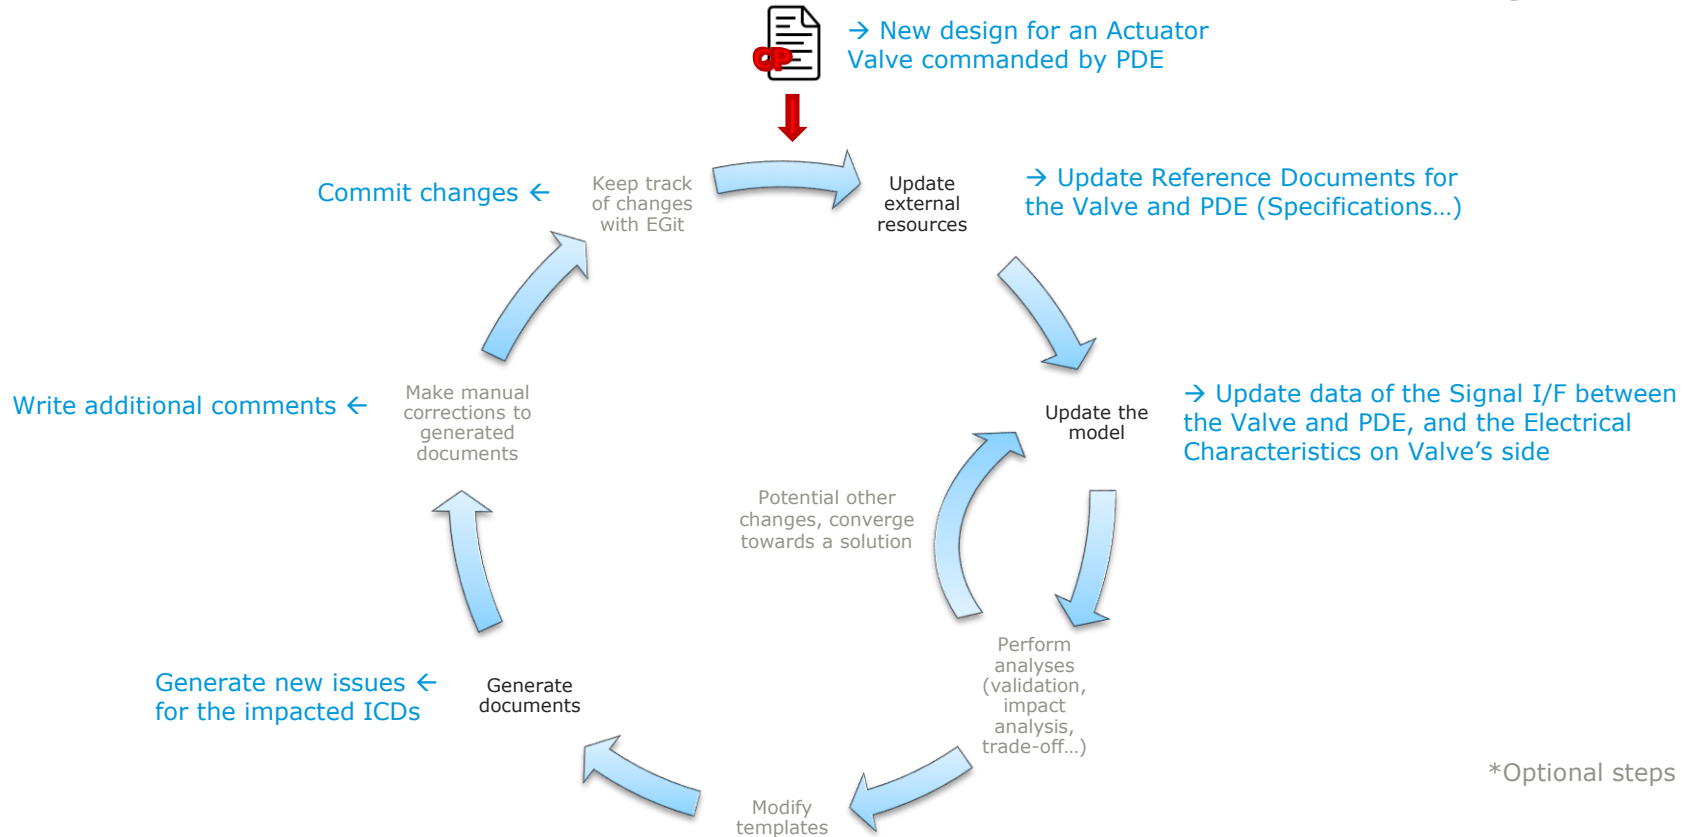 → New design for an Actuator
Valve commanded by PDE
CP
Commit changes ←
Keep track
of changes
with EGit
Update
external
resources
→ Update Reference Documents for
the Valve and PDE (Specifications…)
Write additional comments ←
Make manual
corrections to
generated
documents
Update the
model
→ Update data of the Signal I/F between
the Valve and PDE, and the Electrical
Characteristics on Valve’s side
Potential other
changes, converge
towards a solution
Perform
analyses
(validation,
impact
analysis,
trade-off…)
Generate new issues ←
for the impacted ICDs
Generate
documents
Modify
templates
*Optional steps